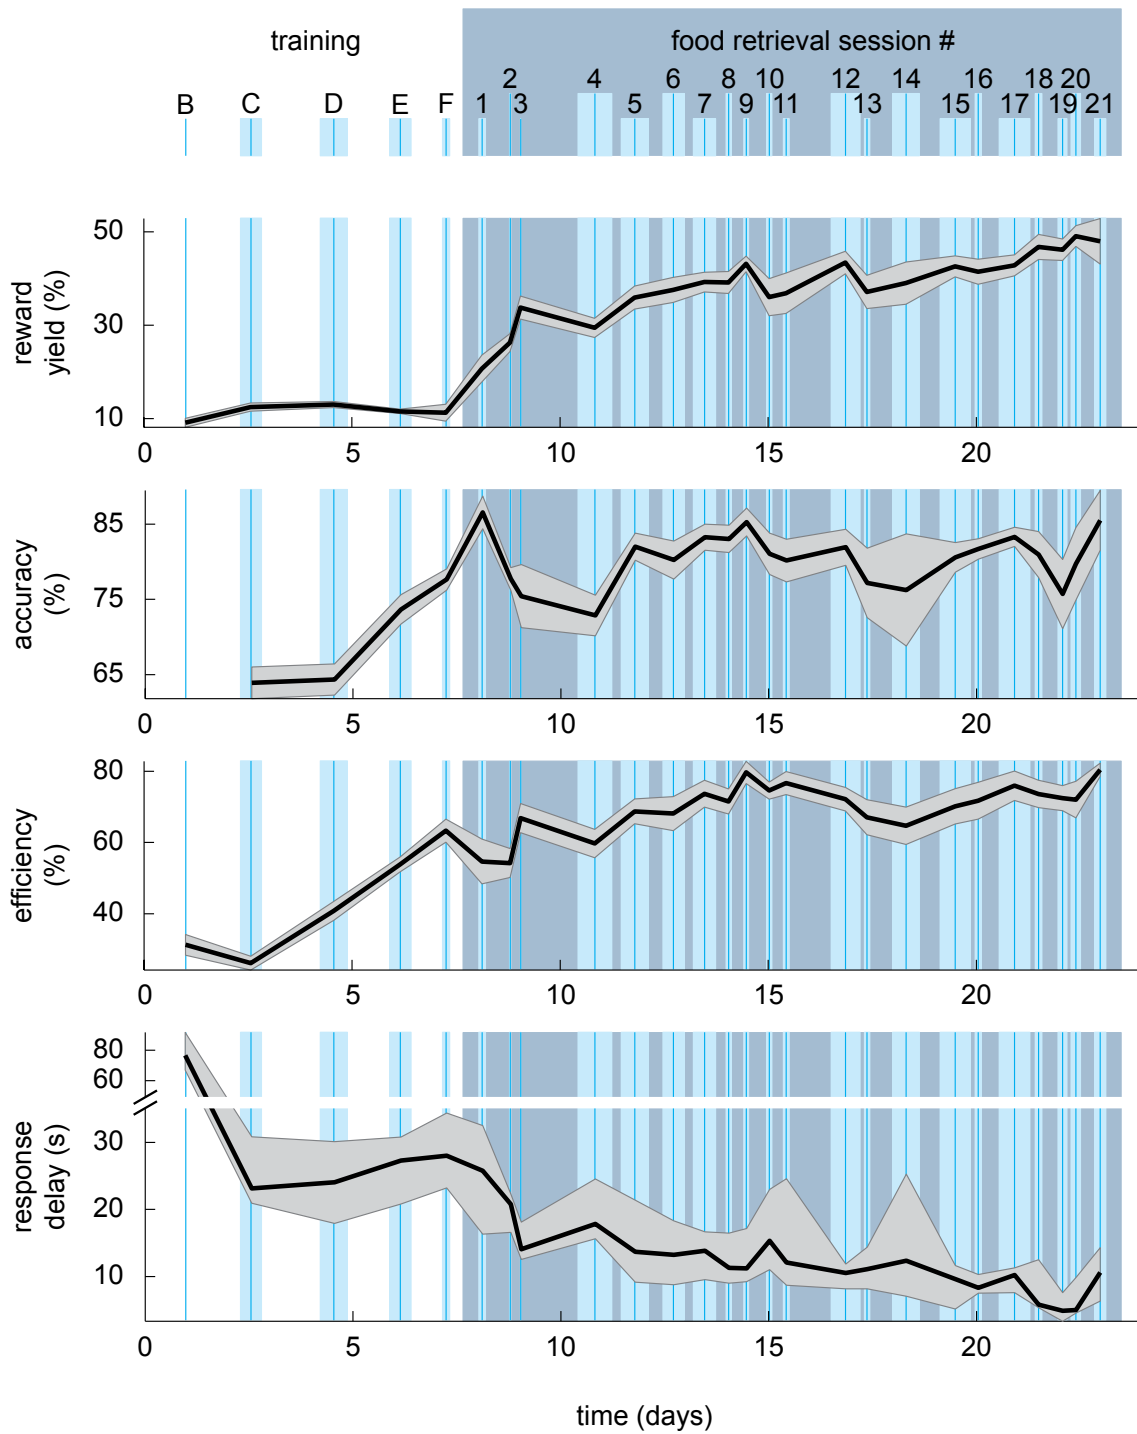 training food retrieval session #
2 4 6 8 10 12 14 16 18 20
B C D E F 1 3 5 7 9 11 13 15 17 19 21
reward
yield (%)
50
30
10
0 5 10 15 20
accuracy
(%)
85
75
65
0 5 10 15 20
efficiency
(%)
80
60
40
0 5 10 15 20
response
delay (s)
80
60
30
20
10
0 5 10 15 20
time (days)